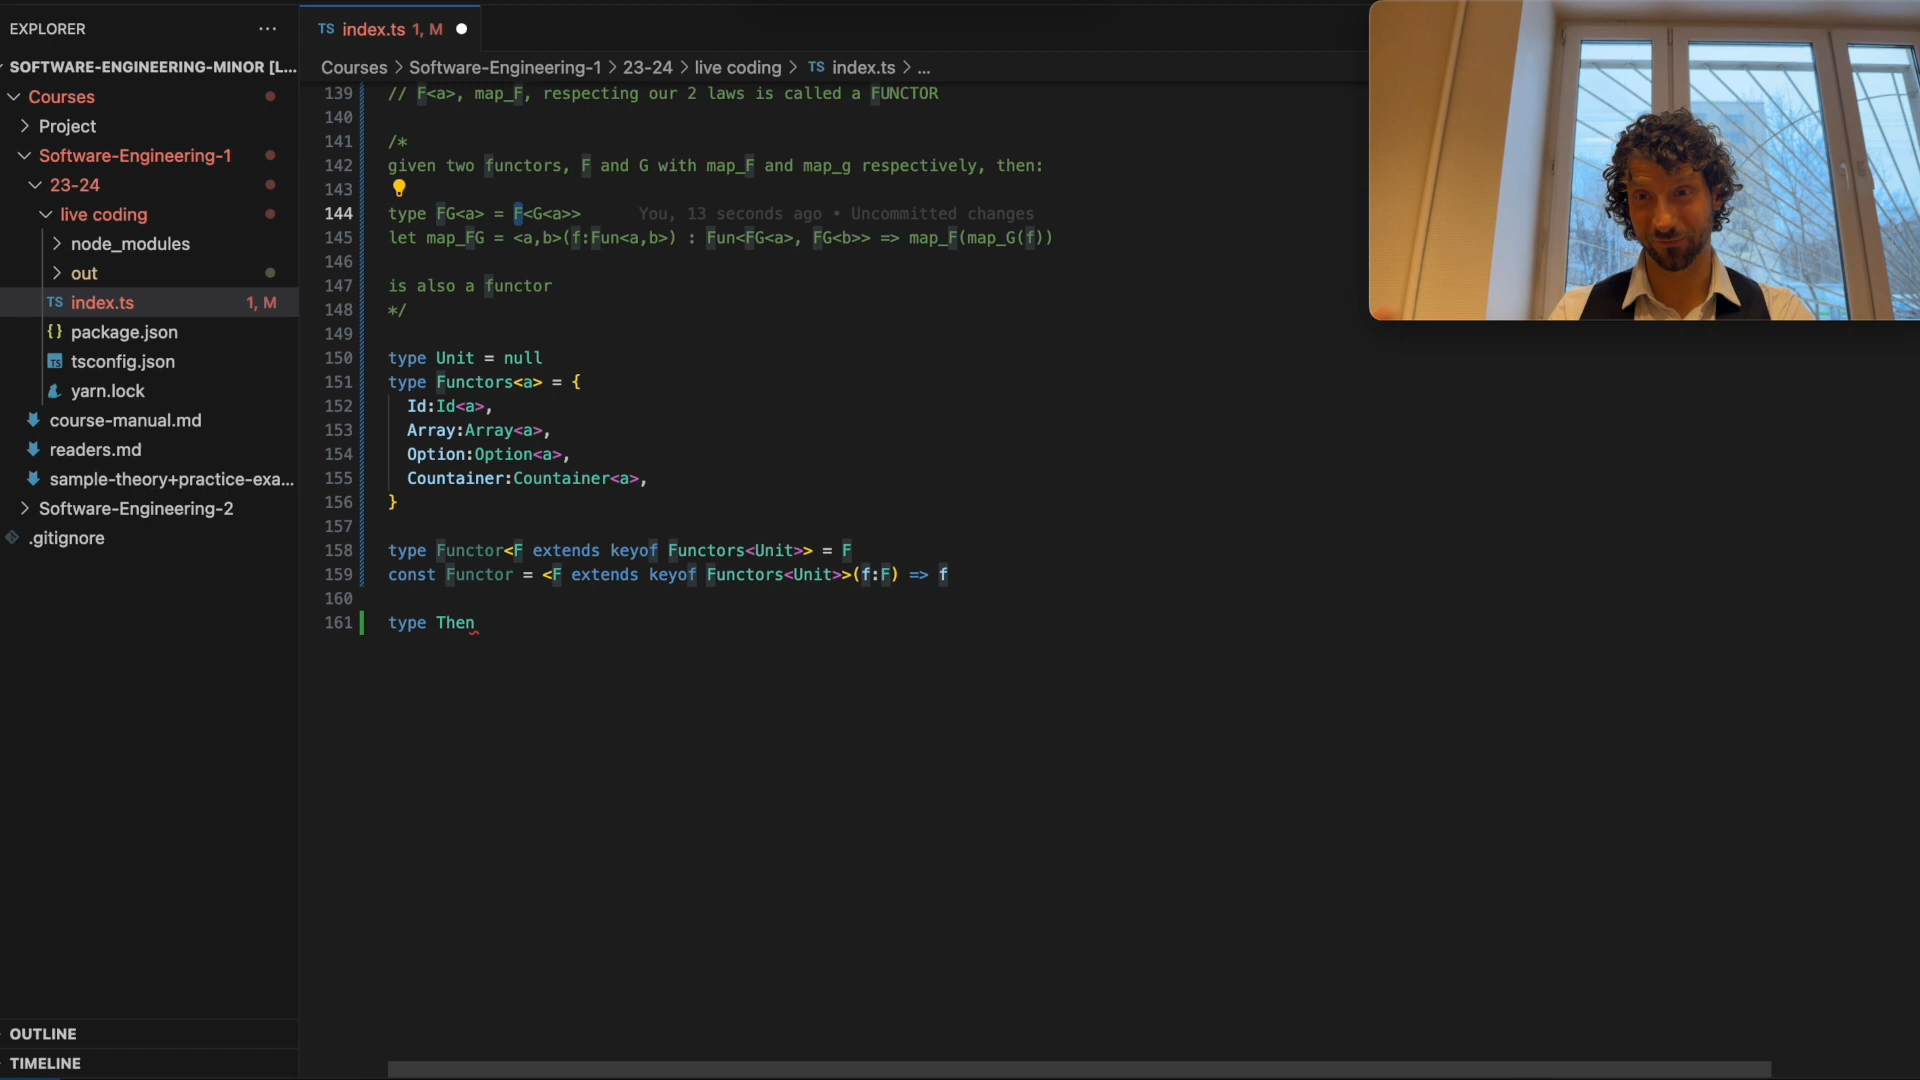 EXPLORER
SOFTWARE-ENGINEERING-MINOR [L...
Courses
Project
Software-Engineering-1
23-24
live coding
node_modules
out
TS index.ts 1, M
{} package.json
TS tsconfig.json
yarn.lock
course-manual.md
readers.md
sample-theory+practice-exa...
Software-Engineering-2
.gitignore
OUTLINE
TIMELINE
TS index.ts 1, M
Courses > Software-Engineering-1 > 23-24 > live coding > TS index.ts > ...
139 // F<a>, map_F, respecting our 2 laws is called a FUNCTOR
140
141 /*
142 given two functors, F and G with map_F and map_g respectively, then:
143
144 type FG<a> = F<G<a>> You, 13 seconds ago • Uncommitted changes
145 let map_FG = <a,b>(f:Fun<a,b>) : Fun<FG<a>, FG<b>> => map_F(map_G(f))
146
147 is also a functor
148 */
149
150 type Unit = null
151 type Functors<a> = {
152 Id:Id<a>,
153 Array:Array<a>,
154 Option:Option<a>,
155 Countainer:Countainer<a>,
156 }
157
158 type Functor<F extends keyof Functors<Unit>> = F
159 const Functor = <F extends keyof Functors<Unit>>(f:F) => f
160
161 type Then